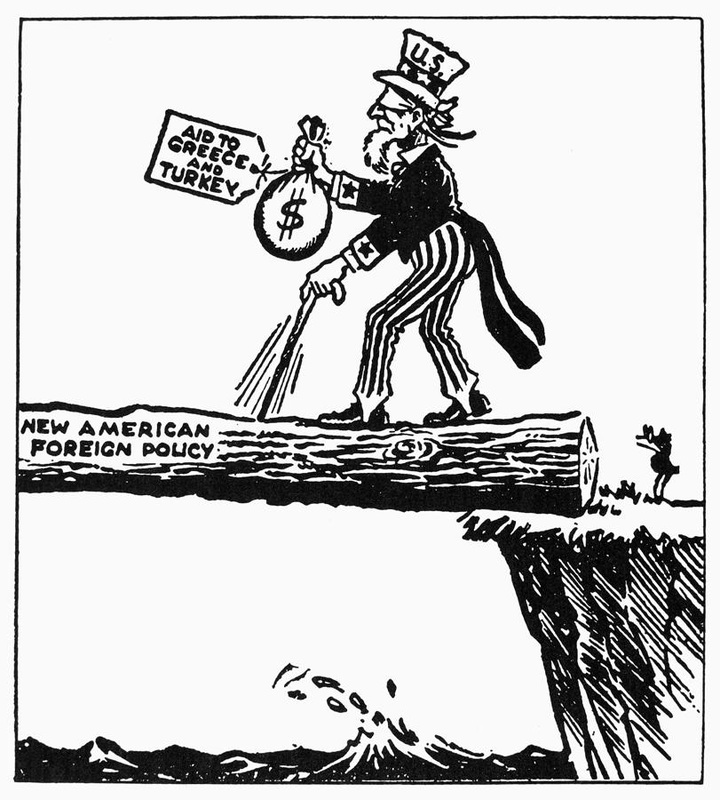 U.S.
AID TO
GREECE
AND
TURKEY
$
NEW AMERICAN
FOREIGN POLICY